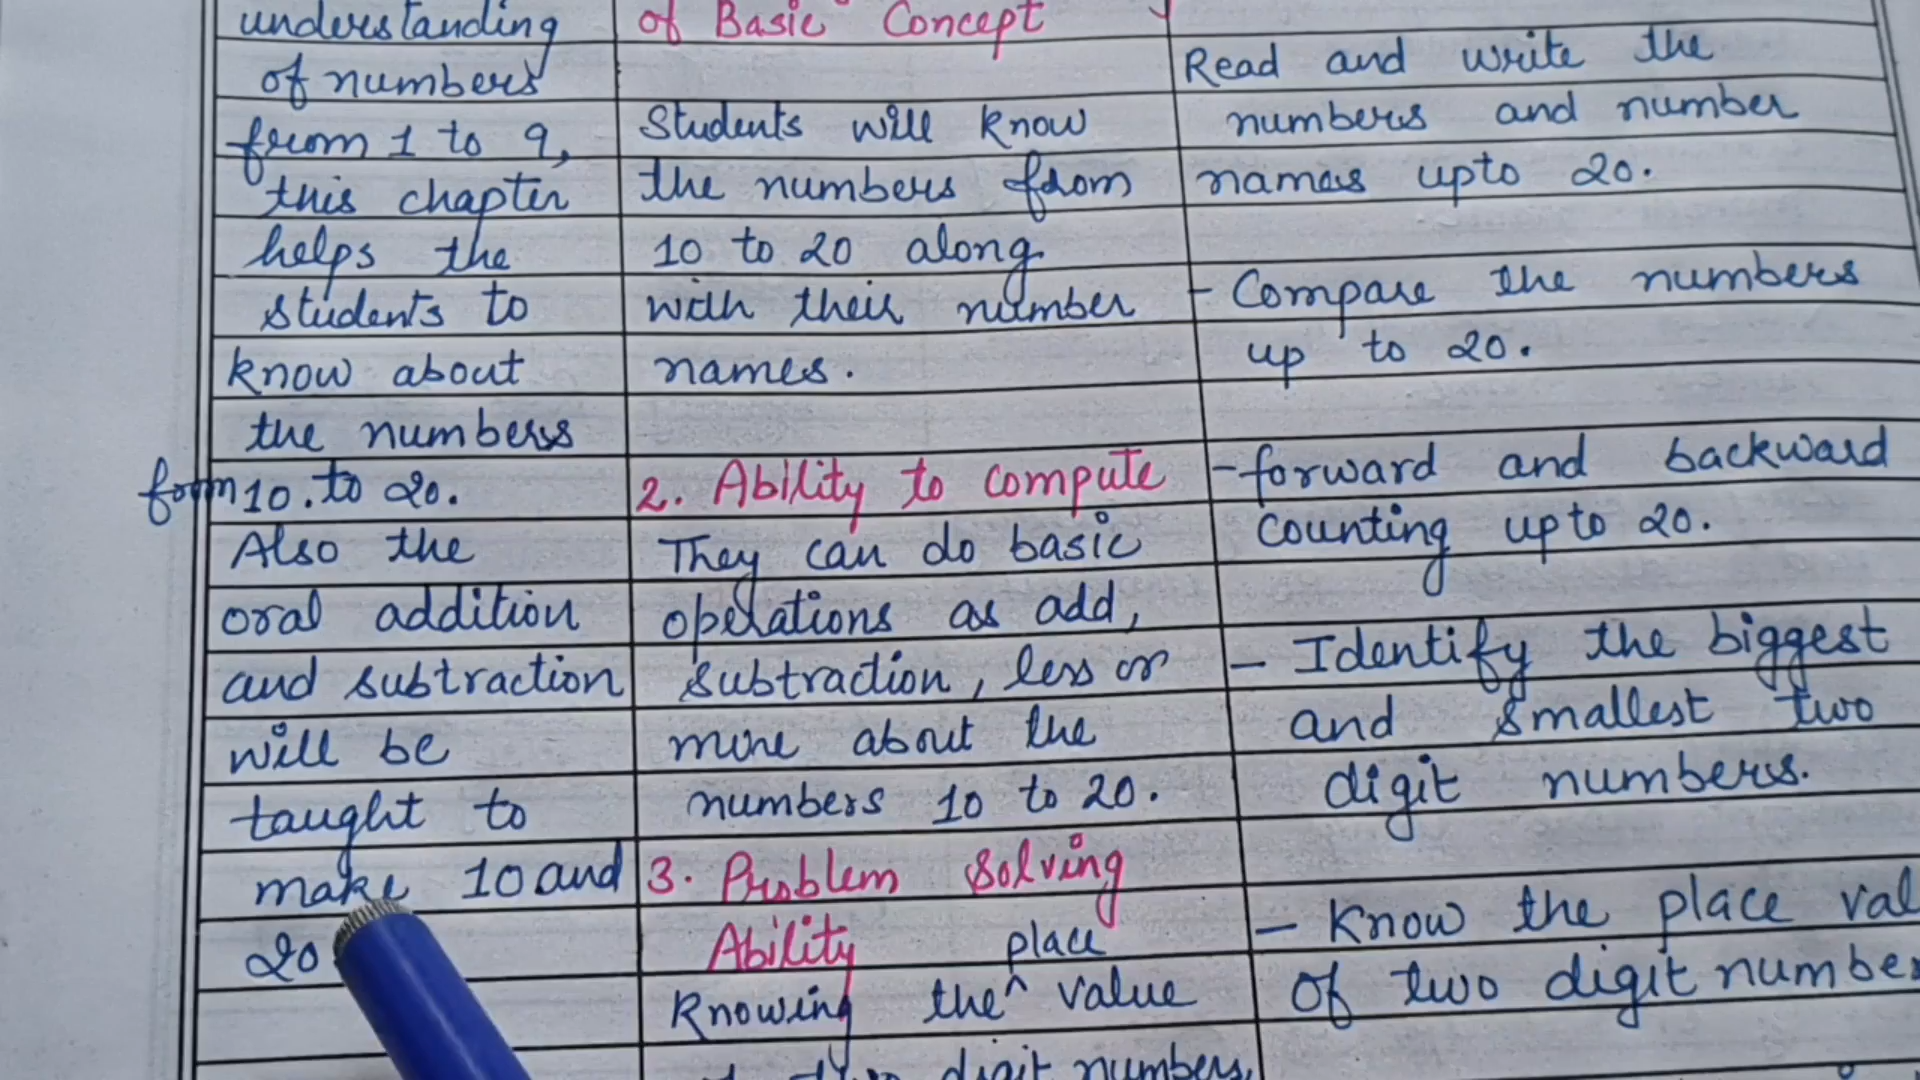 understanding
of numbers
from 1 to 9,
this chapter
helps the
students to
know about
the numbers
from 10 to 20.
Also the
oral addition
and subtraction
will be
taught to
make 10 and
20
of Basic Concept
Students will know
the numbers from
10 to 20 along
with their number
names.
2. Ability to compute
They can do basic
operations as add,
subtraction, less or
more about the
numbers 10 to 20.
3. Problem Solving
Ability
Knowing the ^ place value
digit numbers,
Read and write the
numbers and number
names upto 20.
- Compare the numbers
up to 20.
- forward and backward
counting upto 20.
- Identify the biggest
and smallest two
digit numbers.
- Know the place val
of two digit number